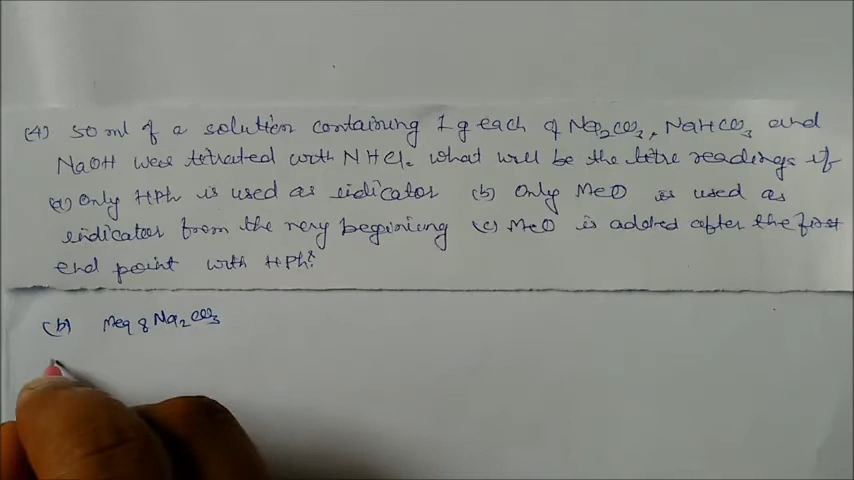 (4) 50 ml of a solution containing 1 g each of Na2CO3, NaHCO3 and
NaOH were titrated with N HCl. what will be the titre readings if
(a) Only HPh is used as indicator (b) Only MeO is used as
indicator from the very beginning (c) MeO is added after the first
end point with HPh?
(b) Meq of Na2CO3